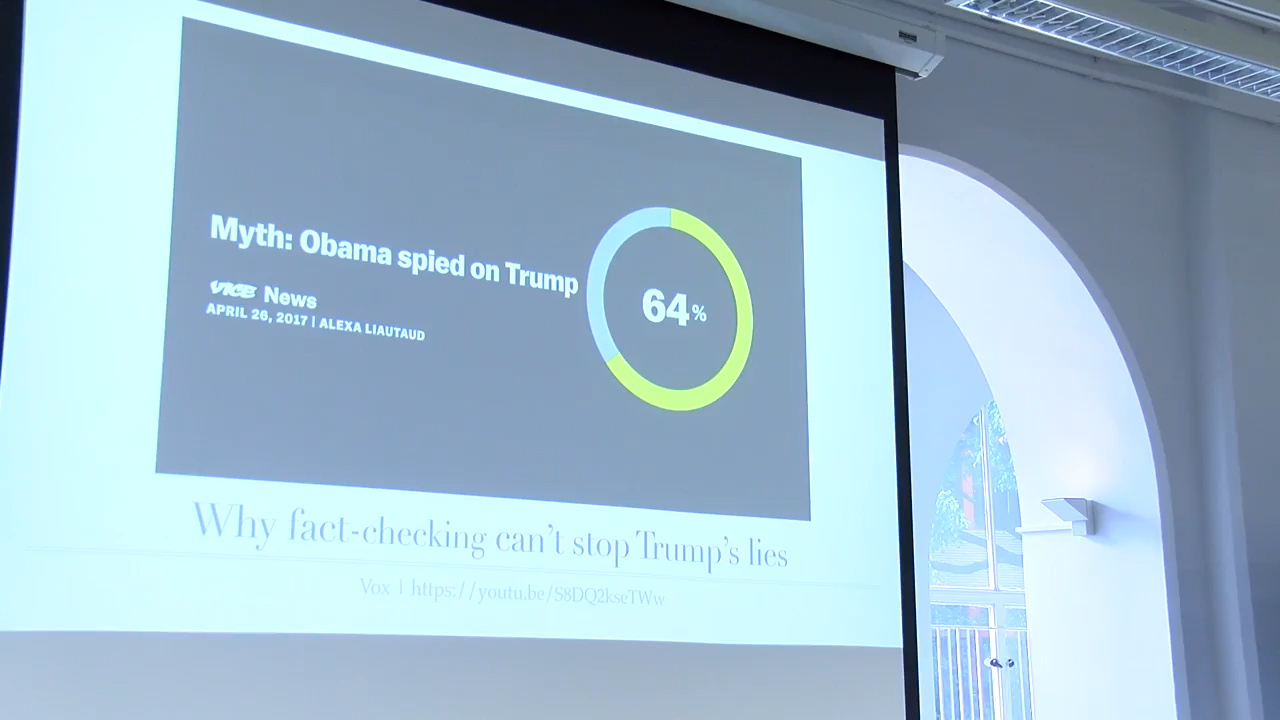 Myth: Obama spied on Trump
VICE News
APRIL 26, 2017 | ALEXA LIAUTAUD
64%
Why fact-checking can't stop Trump's lies
Vox | https://youtu.be/S8DQ2kseTWw